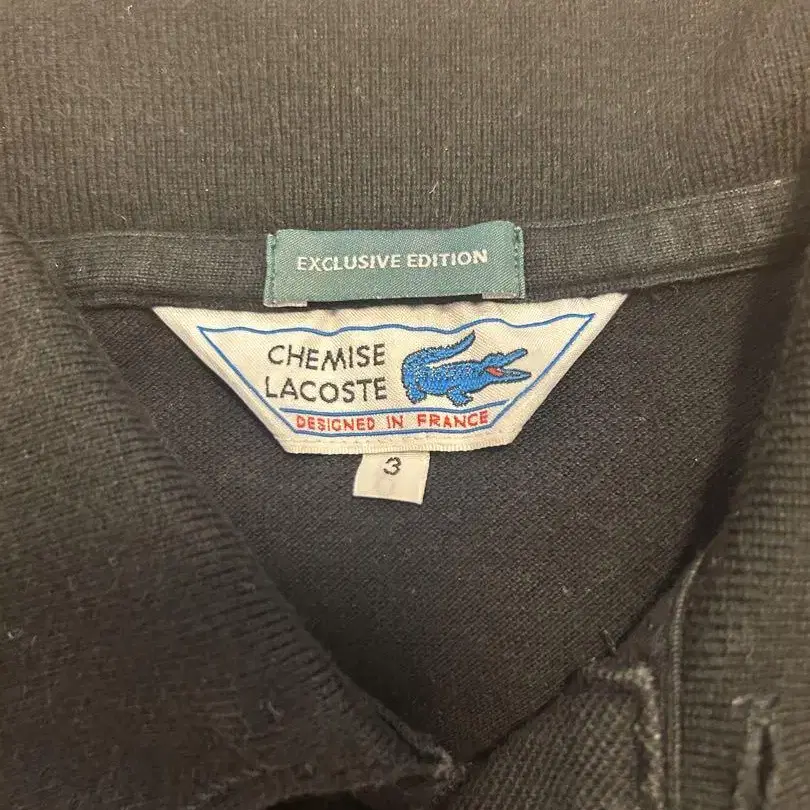 EXCLUSIVE EDITION
CHEMISE
LACOSTE
DESIGNED IN FRANCE
3